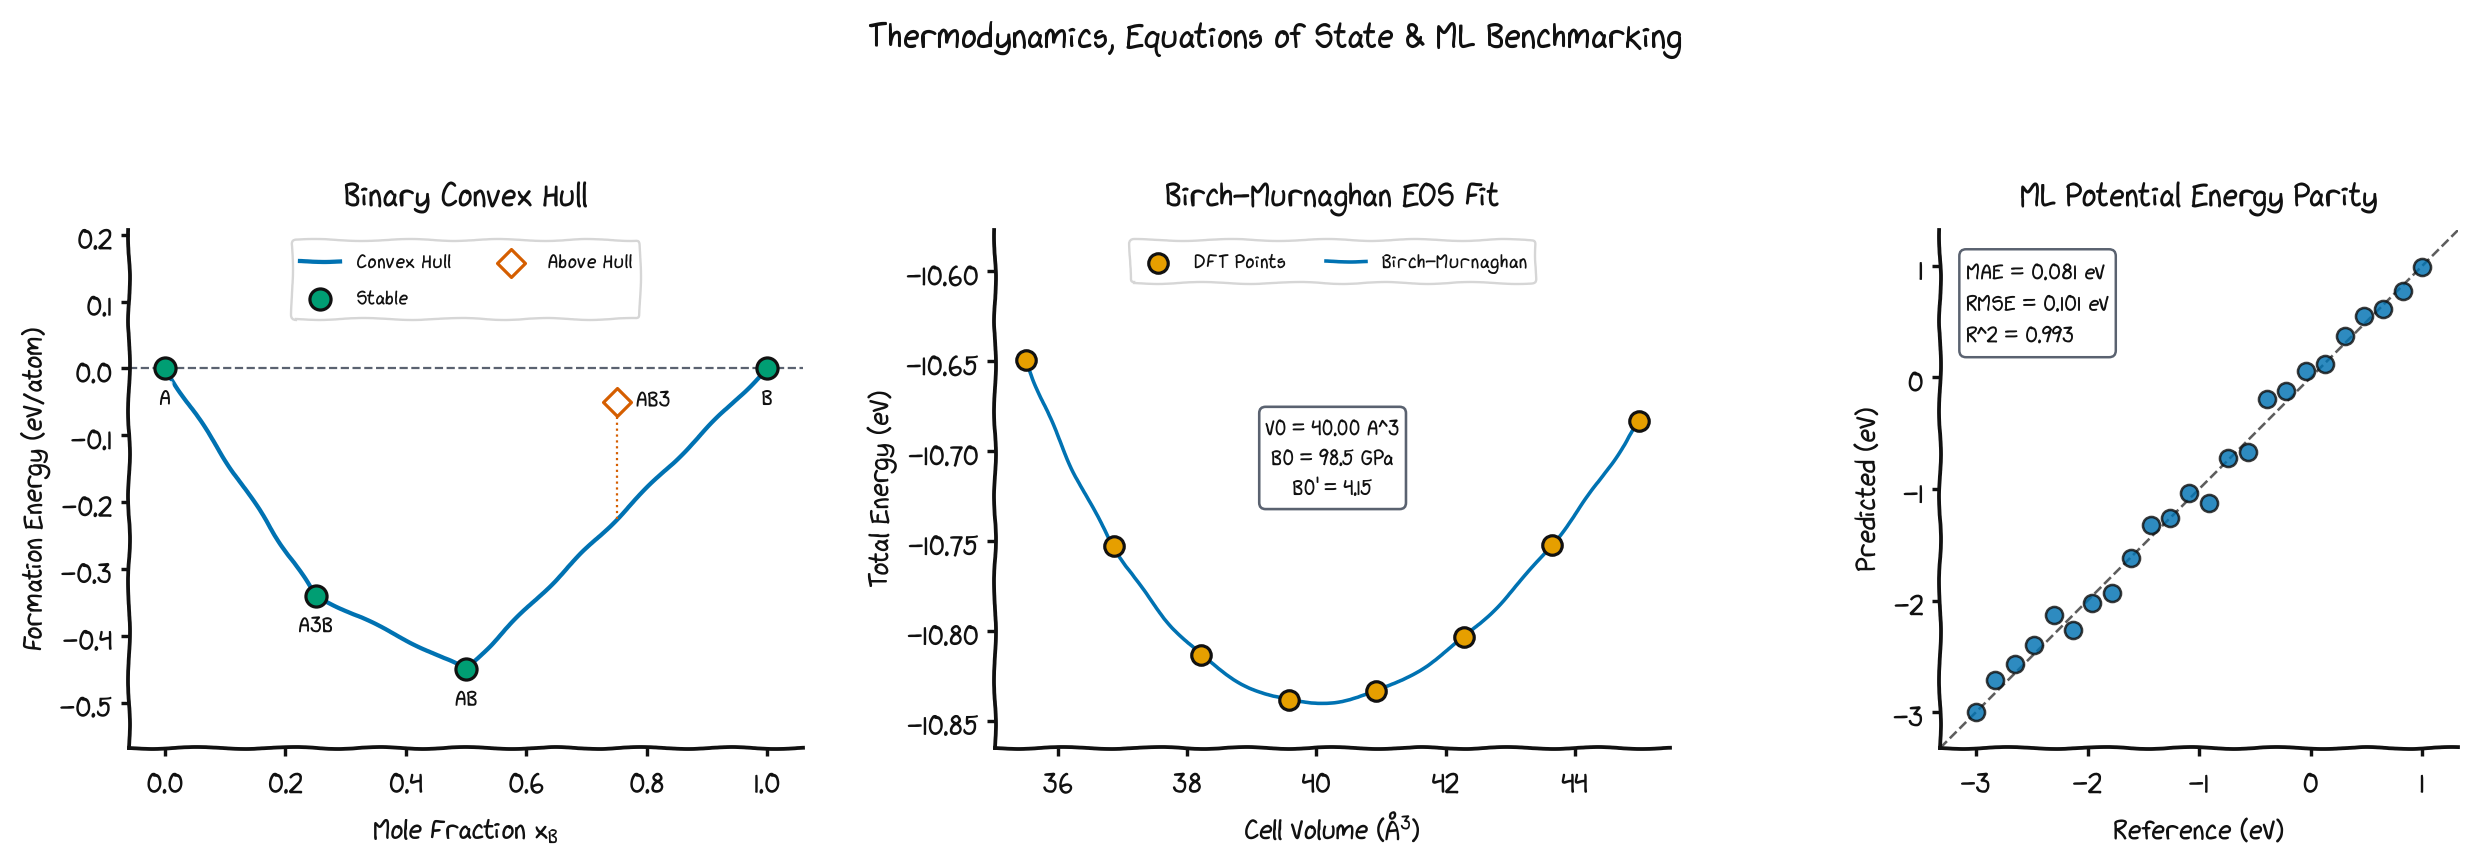 Thermodynamics, Equations of State & ML Benchmarking
Binary Convex Hull
Convex Hull
Above Hull
Stable
0.2
0.1
0.0
−0.1
−0.2
−0.3
−0.4
−0.5
Formation Energy (eV/atom)
A
A3B
AB
AB3
B
0.0
0.2
0.4
0.6
0.8
1.0
Mole Fraction x_B
Birch−Murnaghan EOS Fit
DFT Points
Birch−Murnaghan
−10.60
−10.65
−10.70
−10.75
−10.80
−10.85
Total Energy (eV)
V0 = 40.00 A^3
B0 = 98.5 GPa
B0' = 4.15
36
38
40
42
44
Cell Volume (Å³)
ML Potential Energy Parity
MAE = 0.081 eV
RMSE = 0.101 eV
R^2 = 0.993
1
0
−1
−2
−3
Predicted (eV)
−3
−2
−1
0
1
Reference (eV)